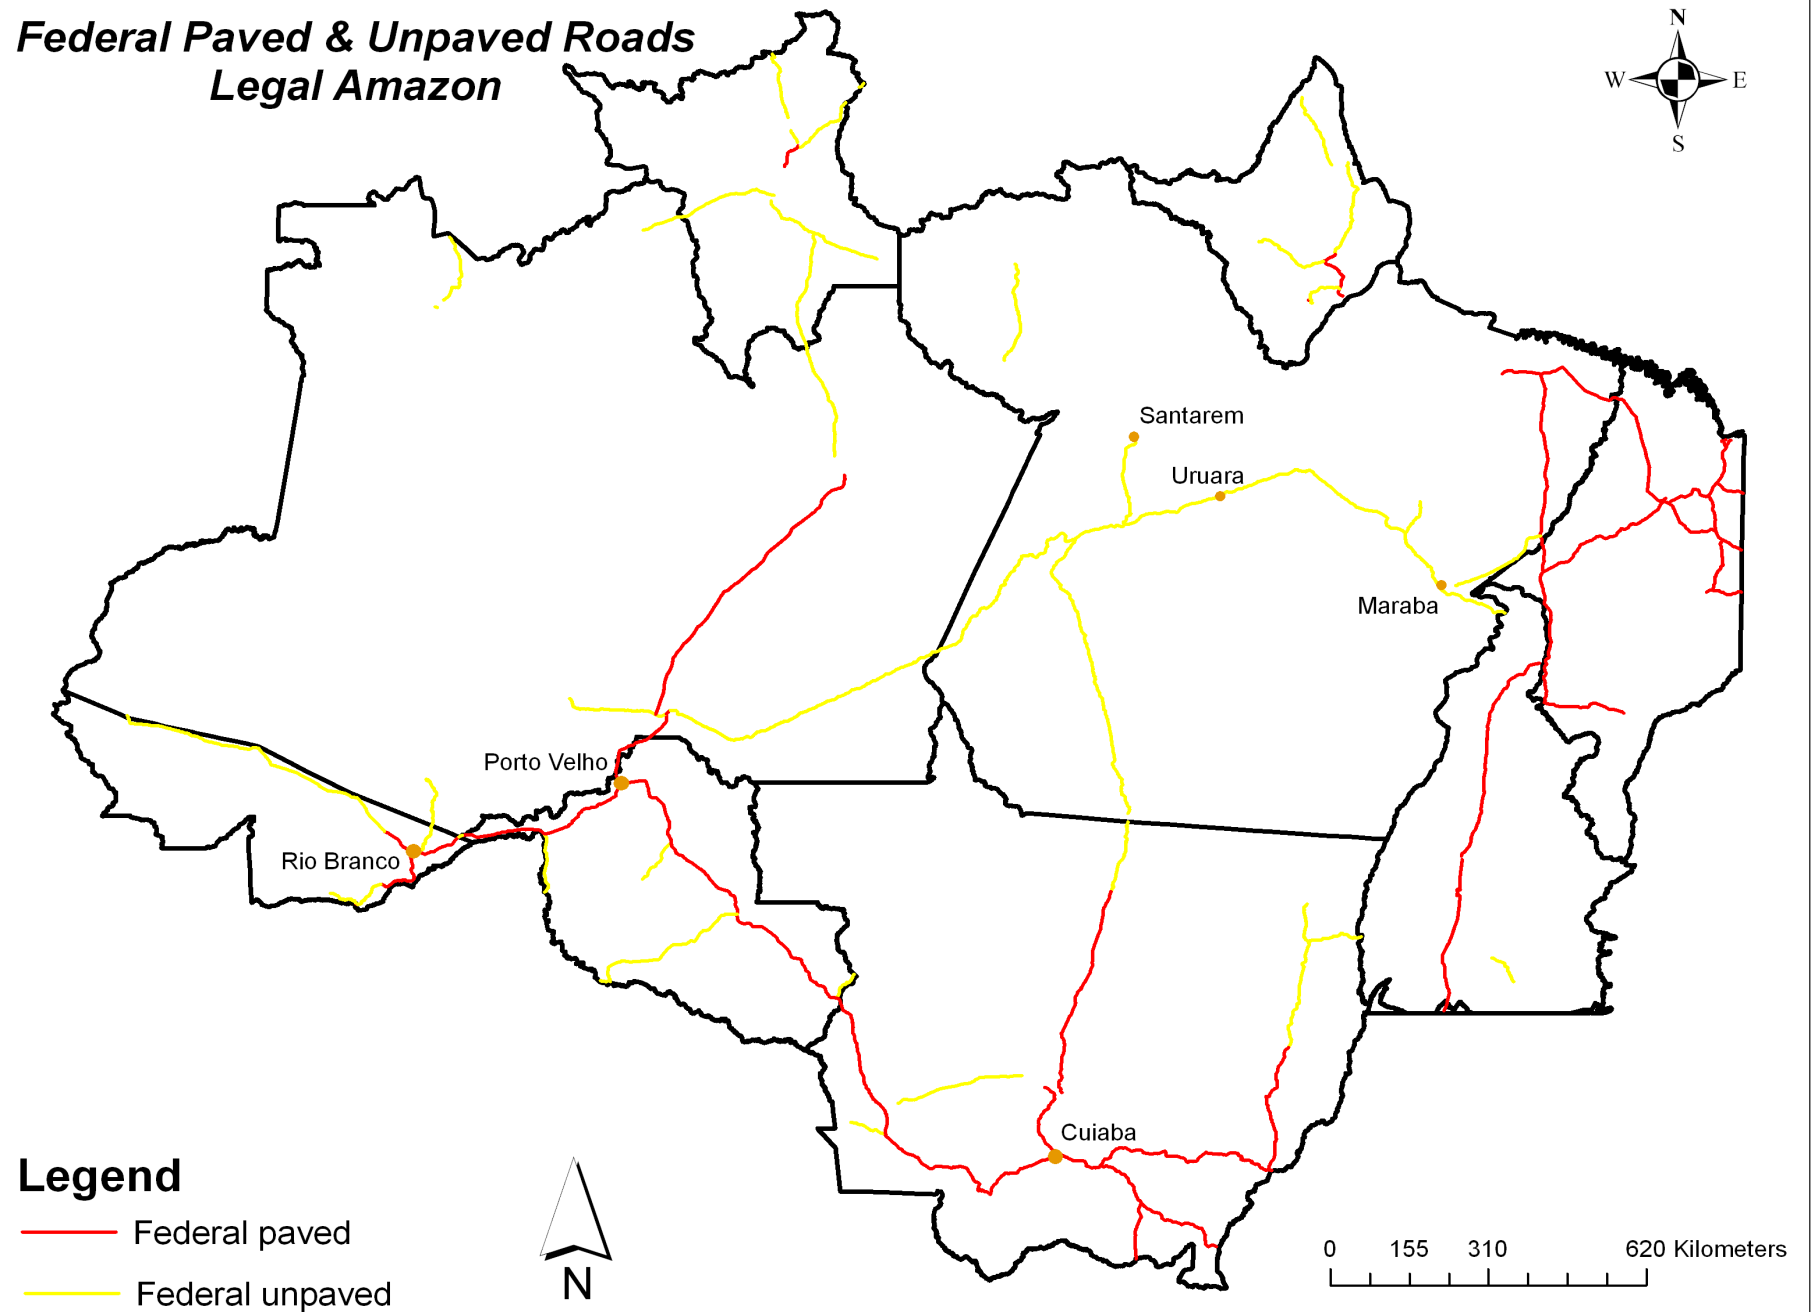 Federal Paved & Unpaved Roads
Legal Amazon
N
W E
S
Santarem
Uruara
Maraba
Porto Velho
Rio Branco
Cuiaba
Legend
Federal paved
Federal unpaved
N
0 155 310 620 Kilometers